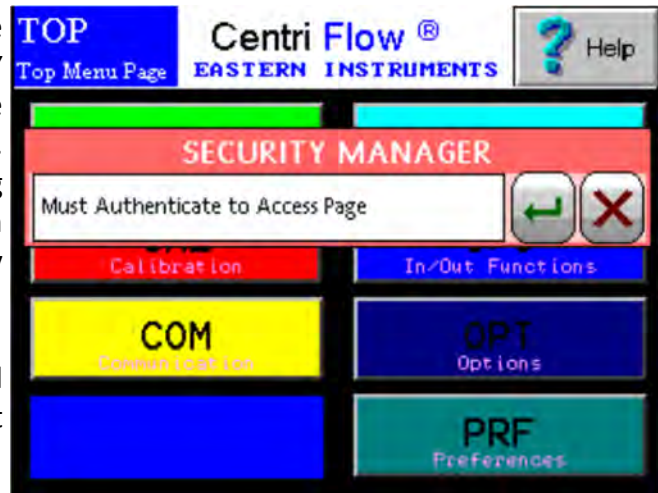 TOP
Top Menu Page
Centri Flow ®
EASTERN INSTRUMENTS
Help
SECURITY MANAGER
Must Authenticate to Access Page
Calibration
In/Out Functions
COM
Communication
OPT
Options
PRF
Preferences